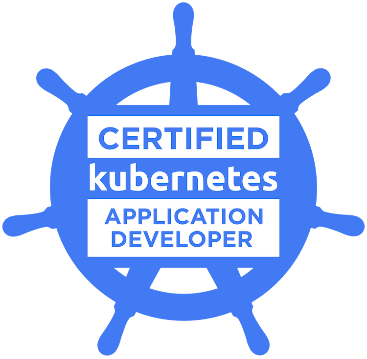 CERTIFIED
kubernetes
APPLICATION
DEVELOPER